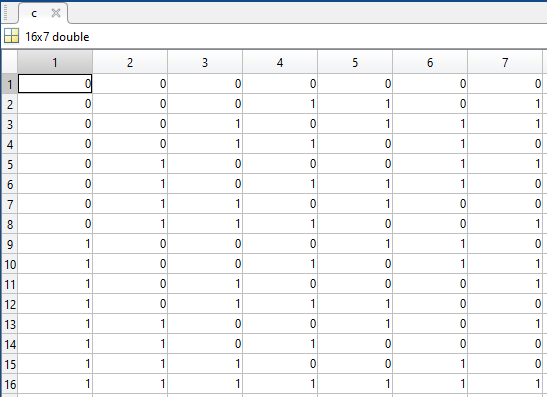 c
16x7 double
1 2 3 4 5 6 7
1 0 0 0 0 0 0 0
2 0 0 0 1 1 0 1
3 0 0 1 0 1 1 1
4 0 0 1 1 0 1 0
5 0 1 0 0 0 1 1
6 0 1 0 1 1 1 0
7 0 1 1 0 1 0 0
8 0 1 1 1 0 0 1
9 1 0 0 0 1 1 0
10 1 0 0 1 0 1 1
11 1 0 1 0 0 0 1
12 1 0 1 1 1 0 0
13 1 1 0 0 1 0 1
14 1 1 0 1 0 0 0
15 1 1 1 0 0 1 0
16 1 1 1 1 1 1 1